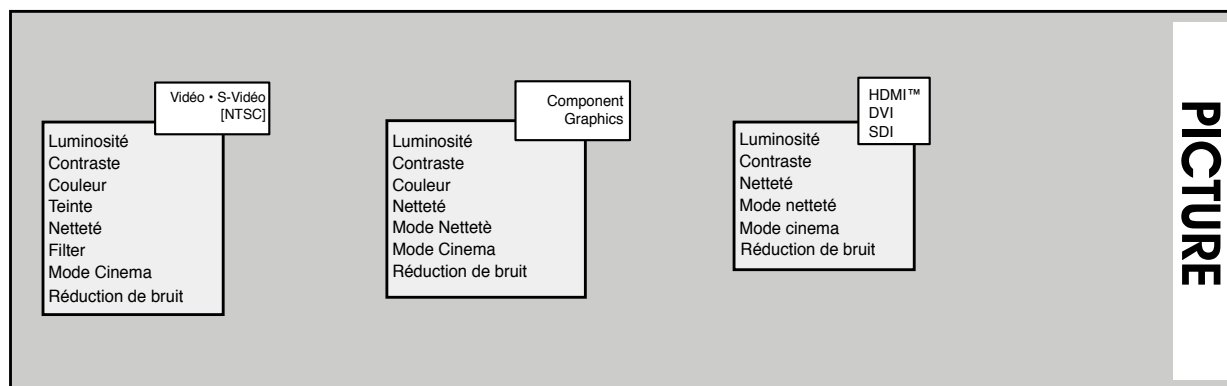 Vidéo • S-Vidéo
[NTSC]
Luminosité
Contraste
Couleur
Teinte
Netteté
Filter
Mode Cinema
Réduction de bruit
Component
Graphics
Luminosité
Contraste
Couleur
Netteté
Mode Nettetè
Mode Cinema
Réduction de bruit
HDMI™
DVI
SDI
Luminosité
Contraste
Netteté
Mode netteté
Mode cinema
Réduction de bruit
PICTURE